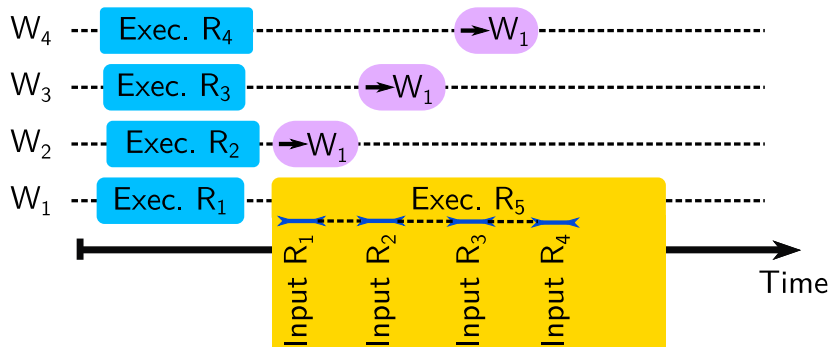 W₄ Exec. R₄ →W₁
W₃ Exec. R₃ →W₁
W₂ Exec. R₂ →W₁
W₁ Exec. R₁ Exec. R₅
Input R₁
Input R₂
Input R₃
Input R₄
Time